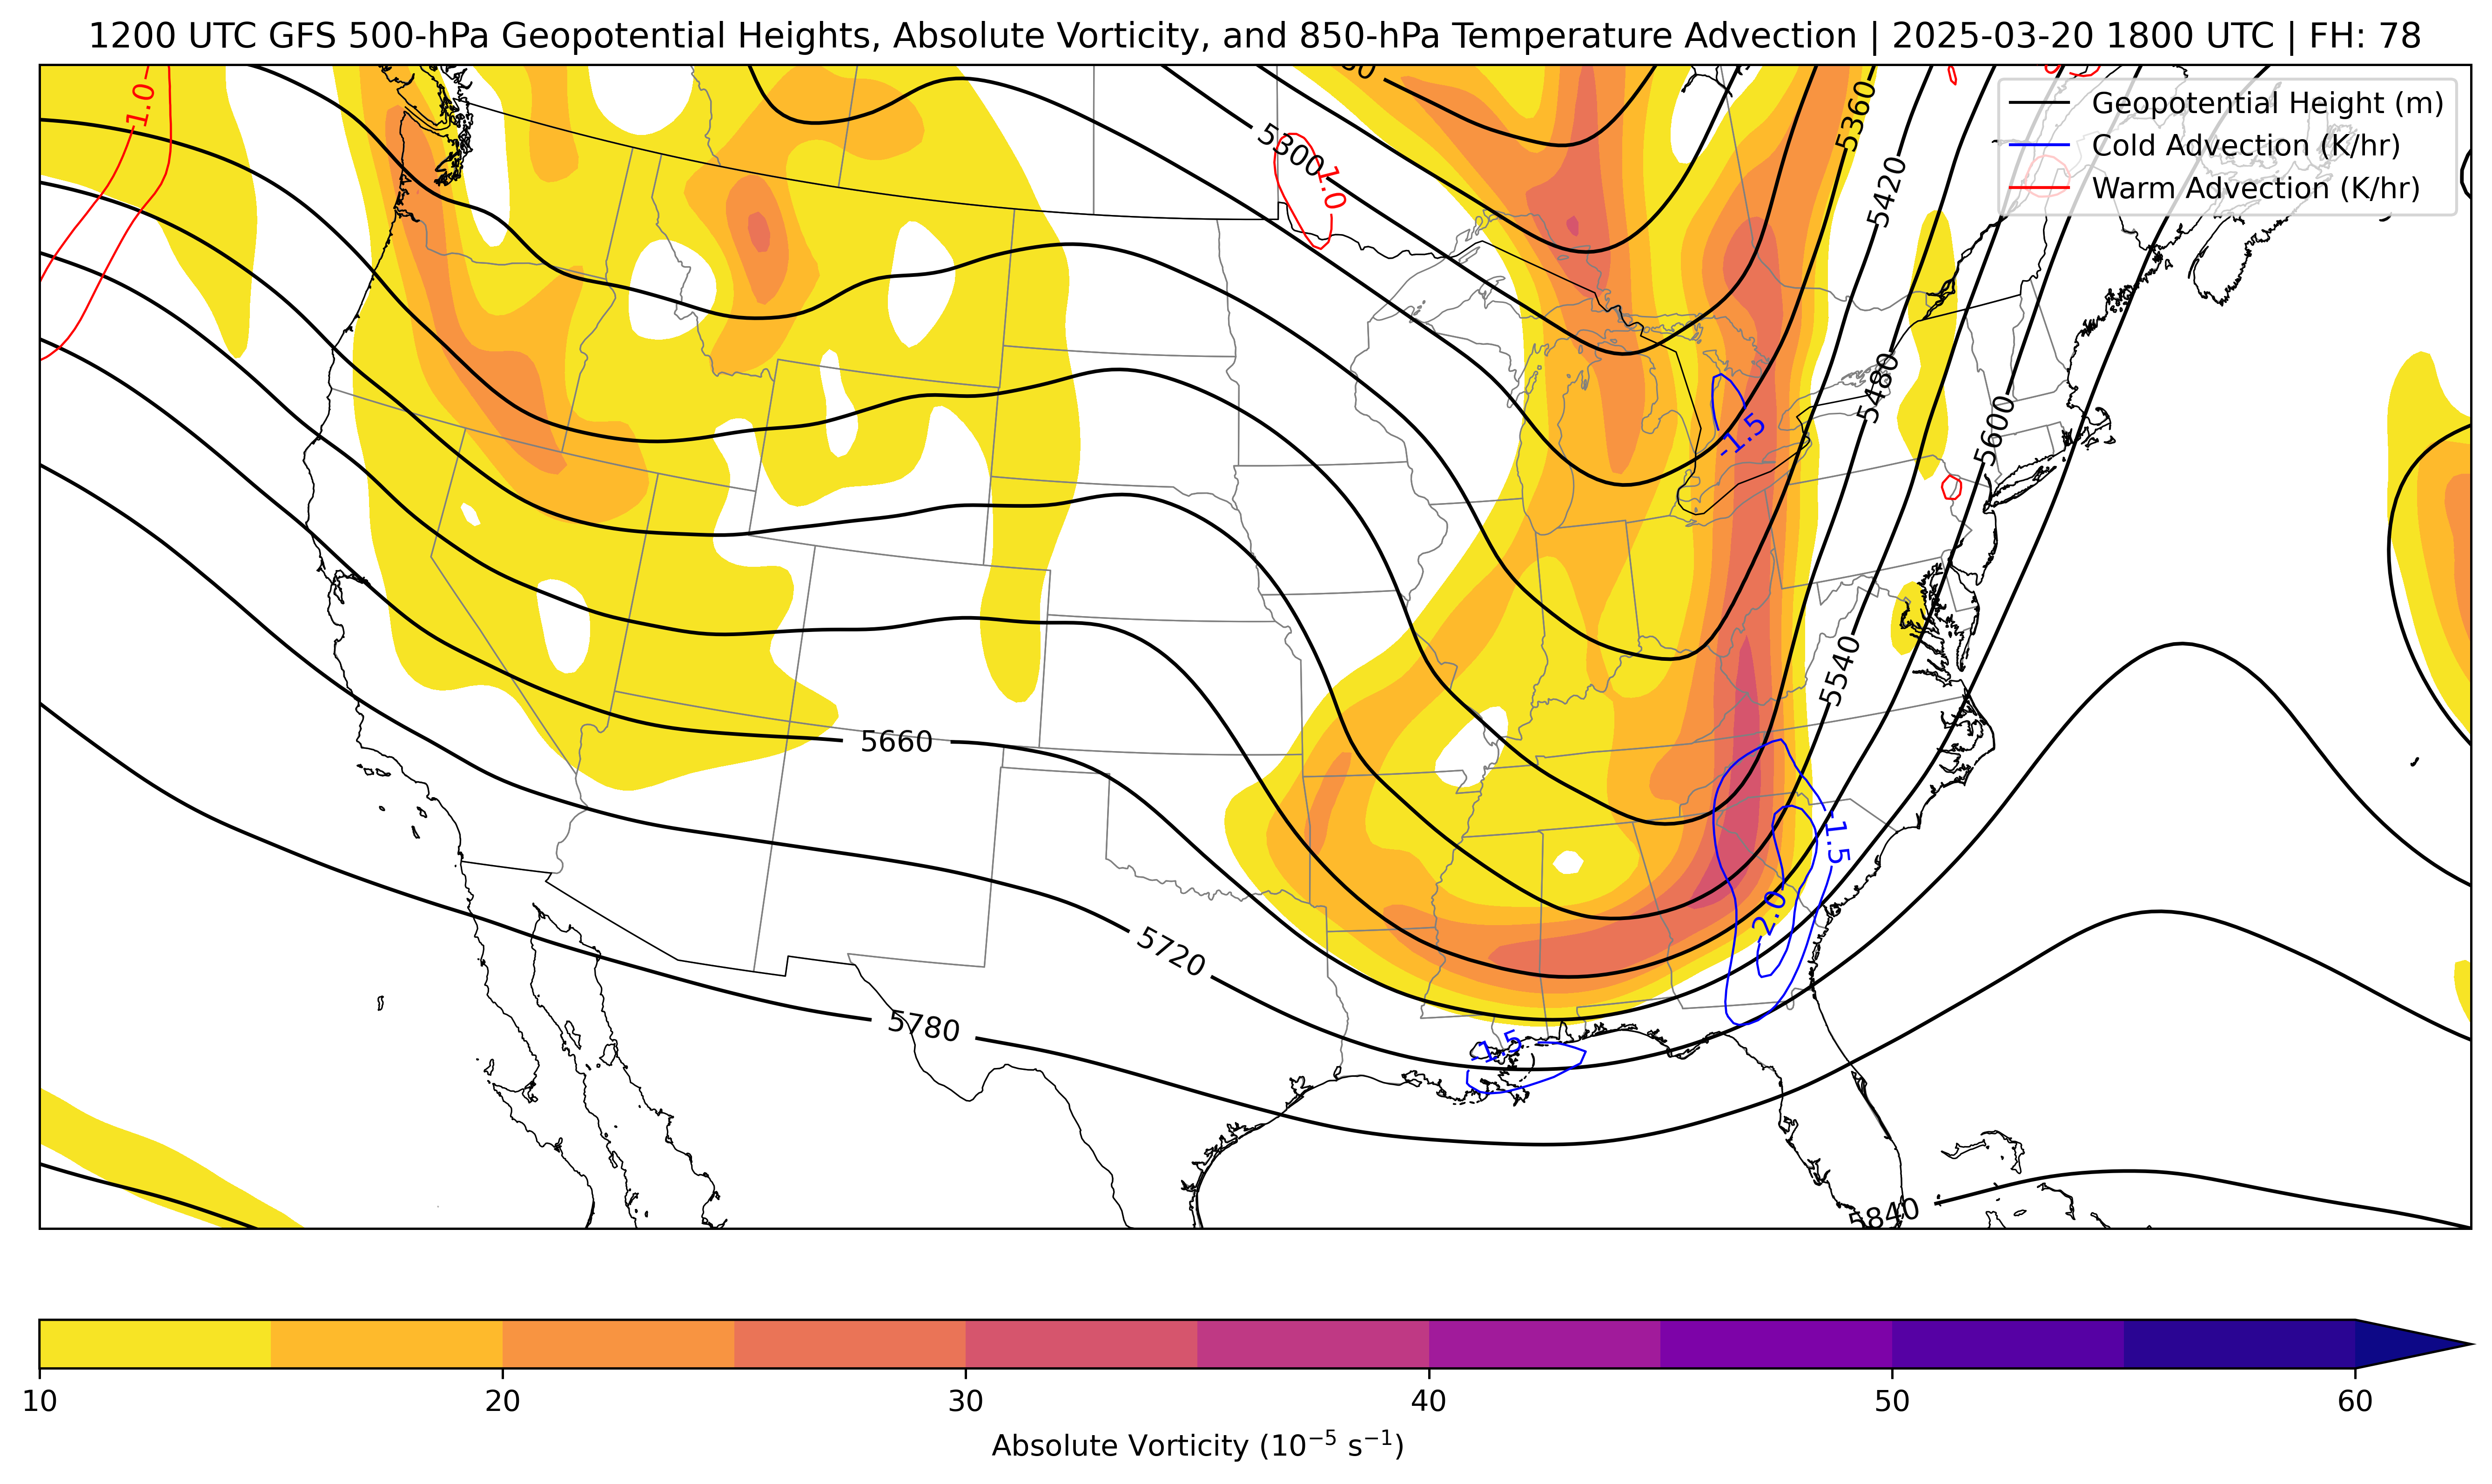 1200 UTC GFS 500-hPa Geopotential Heights, Absolute Vorticity, and 850-hPa Temperature Advection | 2025-03-20 1800 UTC | FH: 78
Geopotential Height (m)
Cold Advection (K/hr)
Warm Advection (K/hr)
1.0
5300
1.0
5360
5420
5480
-1.5
5600
5540
5660
-1.5
-2.0
5720
5780
-1.5
5840
10 20 30 40 50 60
Absolute Vorticity (10⁻⁵ s⁻¹)